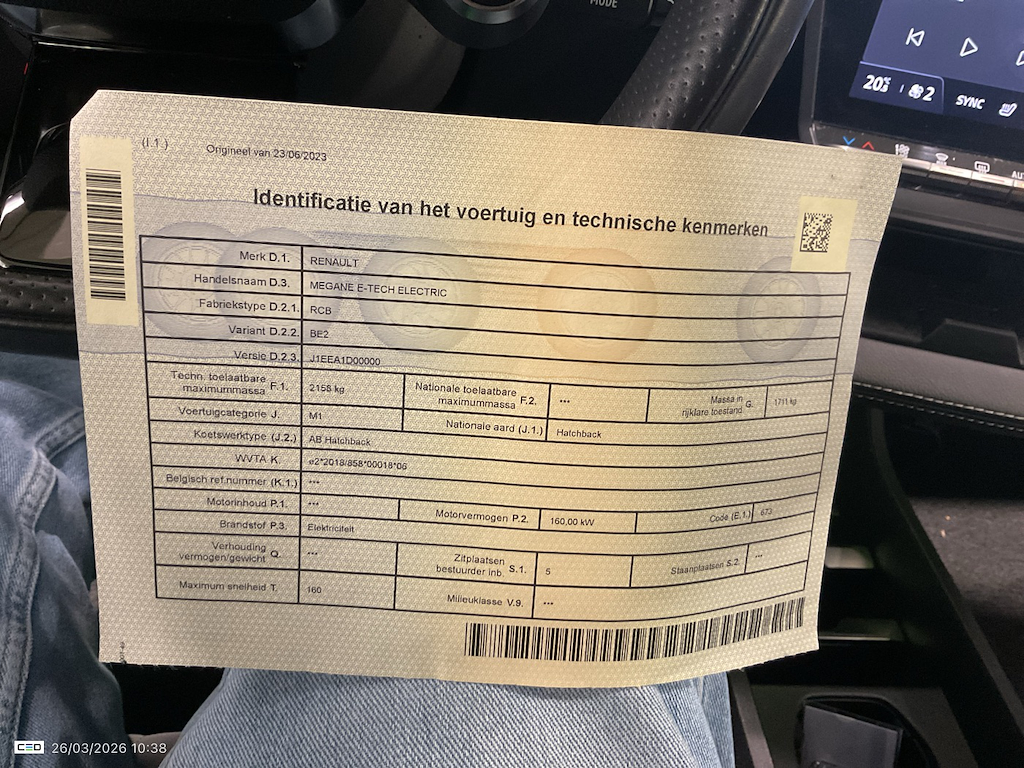 MODE
20.5 2 SYNC
AU
(I.1.) Origineel van 23/06/2023
Identificatie van het voertuig en technische kenmerken
Merk D.1. RENAULT
Handelsnaam D.3. MEGANE E-TECH ELECTRIC
Fabriekstype D.2.1. RCB
Variant D.2.2. BE2
Versie D.2.3. J1EEA1D00000
Techn. toelaatbare
maximummassa F.1. 2158 kg
Nationale toelaatbare
maximummassa F.2. ***
Massa in
rijklare toestand G. 1711 kg
Voertuigcategorie J. M1
Nationale aard (J.1.) Hatchback
Koetswerktype (J.2.) AB Hatchback
WVTA K. e2*2018/858*00018*06
Belgisch ref.nummer (K.1.) ***
Motorinhoud P.1. ***
Motorvermogen P.2. 160,00 kW
Code (E.1.) 673
Brandstof P.3. Elektriciteit
Verhouding
vermogen/gewicht Q. ***
Zitplaatsen
bestuurder inb. S.1. 5
Staanplaatsen S.2. ***
Maximum snelheid T. 160
Milieuklasse V.9. ***
CEO 26/03/2026 10:38